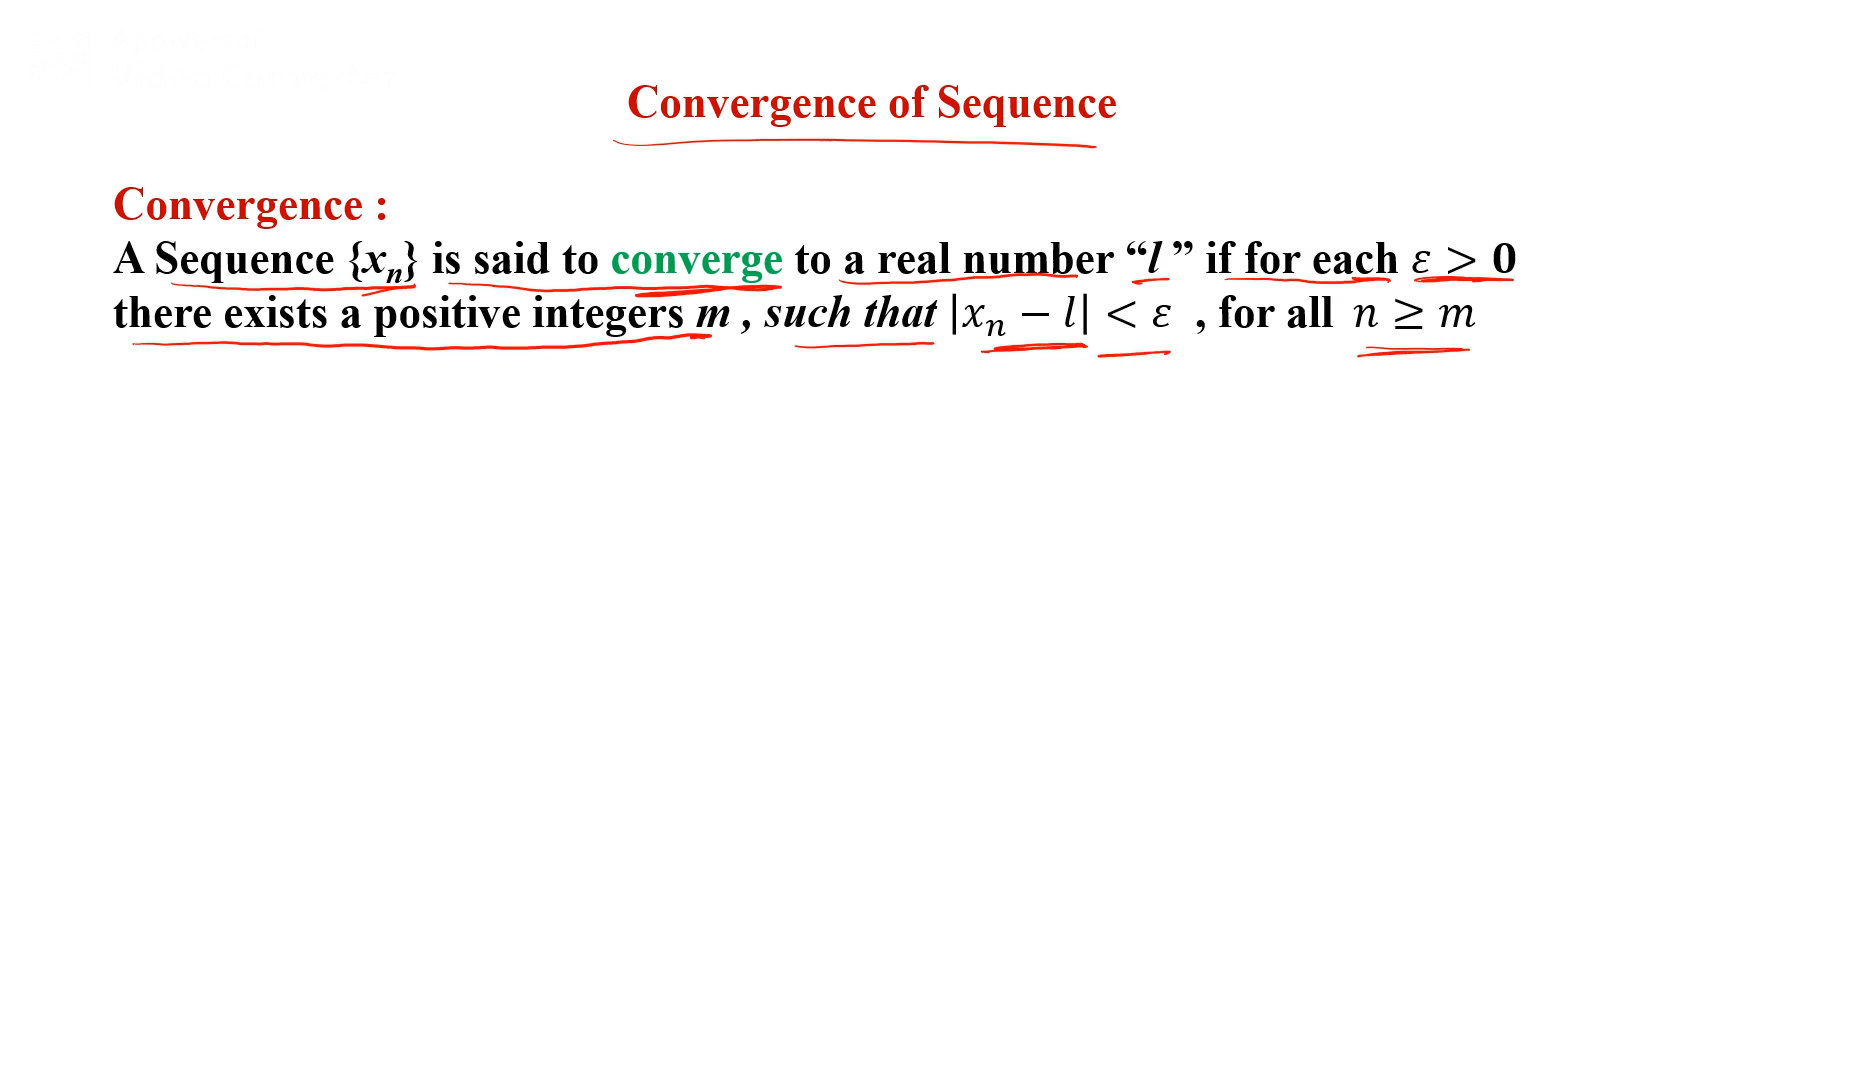 Convergence of Sequence
Convergence :
A Sequence {xₙ} is said to converge to a real number “l ” if for each ε > 0
there exists a positive integers m , such that |xₙ − l| < ε , for all n ≥ m